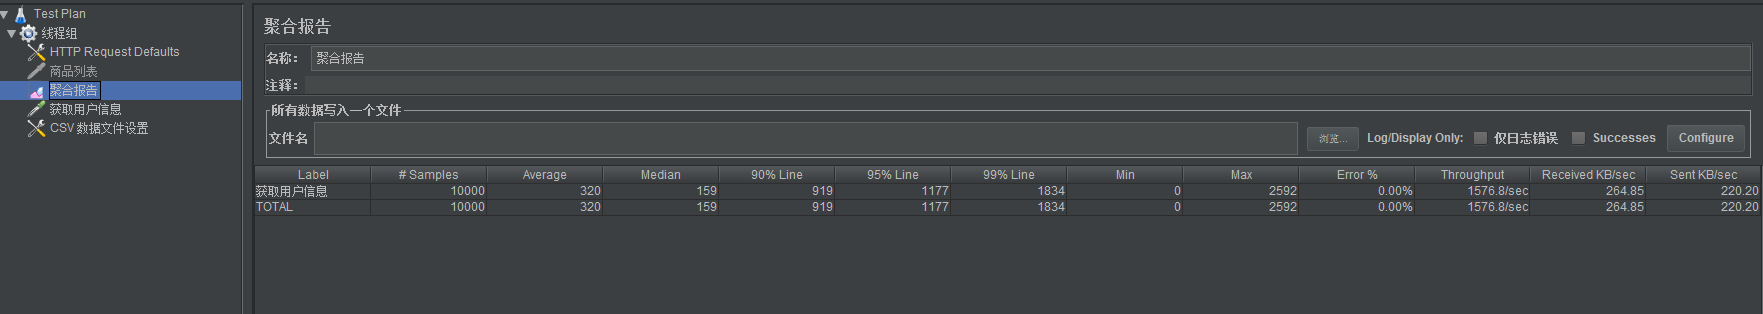 Test Plan
线程组
HTTP Request Defaults
商品列表
聚合报告
获取用户信息
CSV 数据文件设置
聚合报告
名称： 聚合报告
注释：
所有数据写入一个文件
文件名 浏览... Log/Display Only: 仅日志错误 Successes Configure
Label # Samples Average Median 90% Line 95% Line 99% Line Min Max Error % Throughput Received KB/sec Sent KB/sec
获取用户信息 10000 320 159 919 1177 1834 0 2592 0.00% 1576.8/sec 264.85 220.20
TOTAL 10000 320 159 919 1177 1834 0 2592 0.00% 1576.8/sec 264.85 220.20